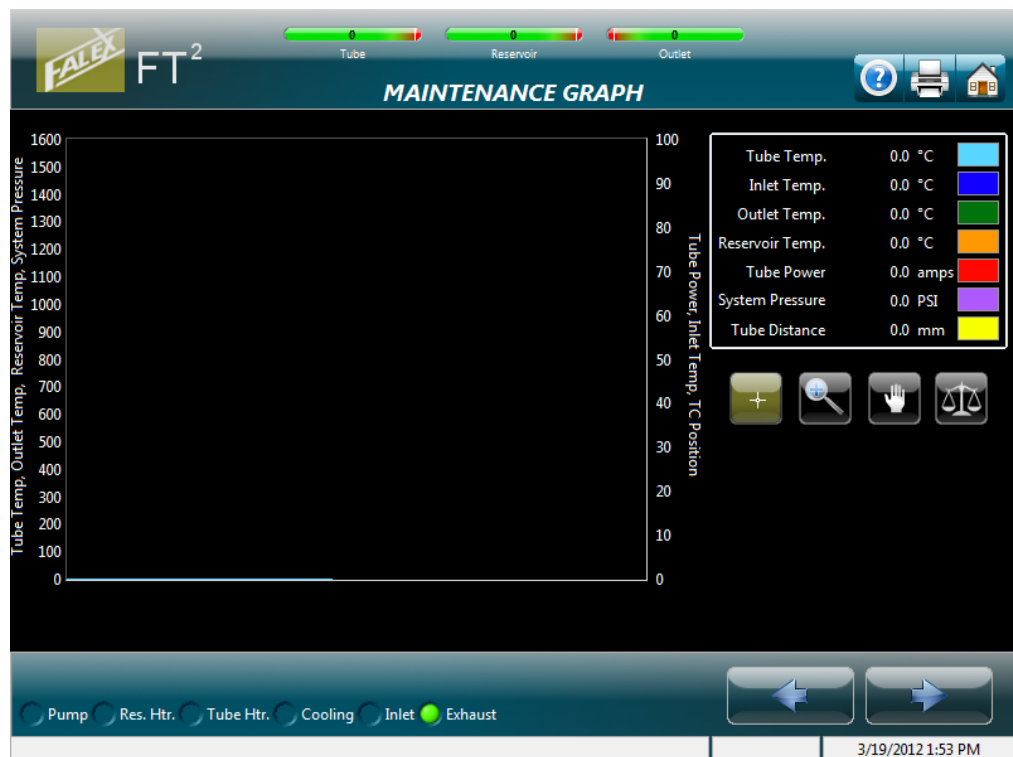 FALEX FT²
0 0 0
Tube Reservoir Outlet
MAINTENANCE GRAPH
?
1600
1500
1400
1300
1200
1100
1000
900
800
700
600
500
400
300
200
100
0
Tube Temp, Outlet Temp, Reservoir Temp, System Pressure
100
90
80
70
60
50
40
30
20
10
0
Tube Power, Inlet Temp, TC Position
Tube Temp. 0.0 °C
Inlet Temp. 0.0 °C
Outlet Temp. 0.0 °C
Reservoir Temp. 0.0 °C
Tube Power 0.0 amps
System Pressure 0.0 PSI
Tube Distance 0.0 mm
Pump Res. Htr. Tube Htr. Cooling Inlet Exhaust
3/19/2012 1:53 PM